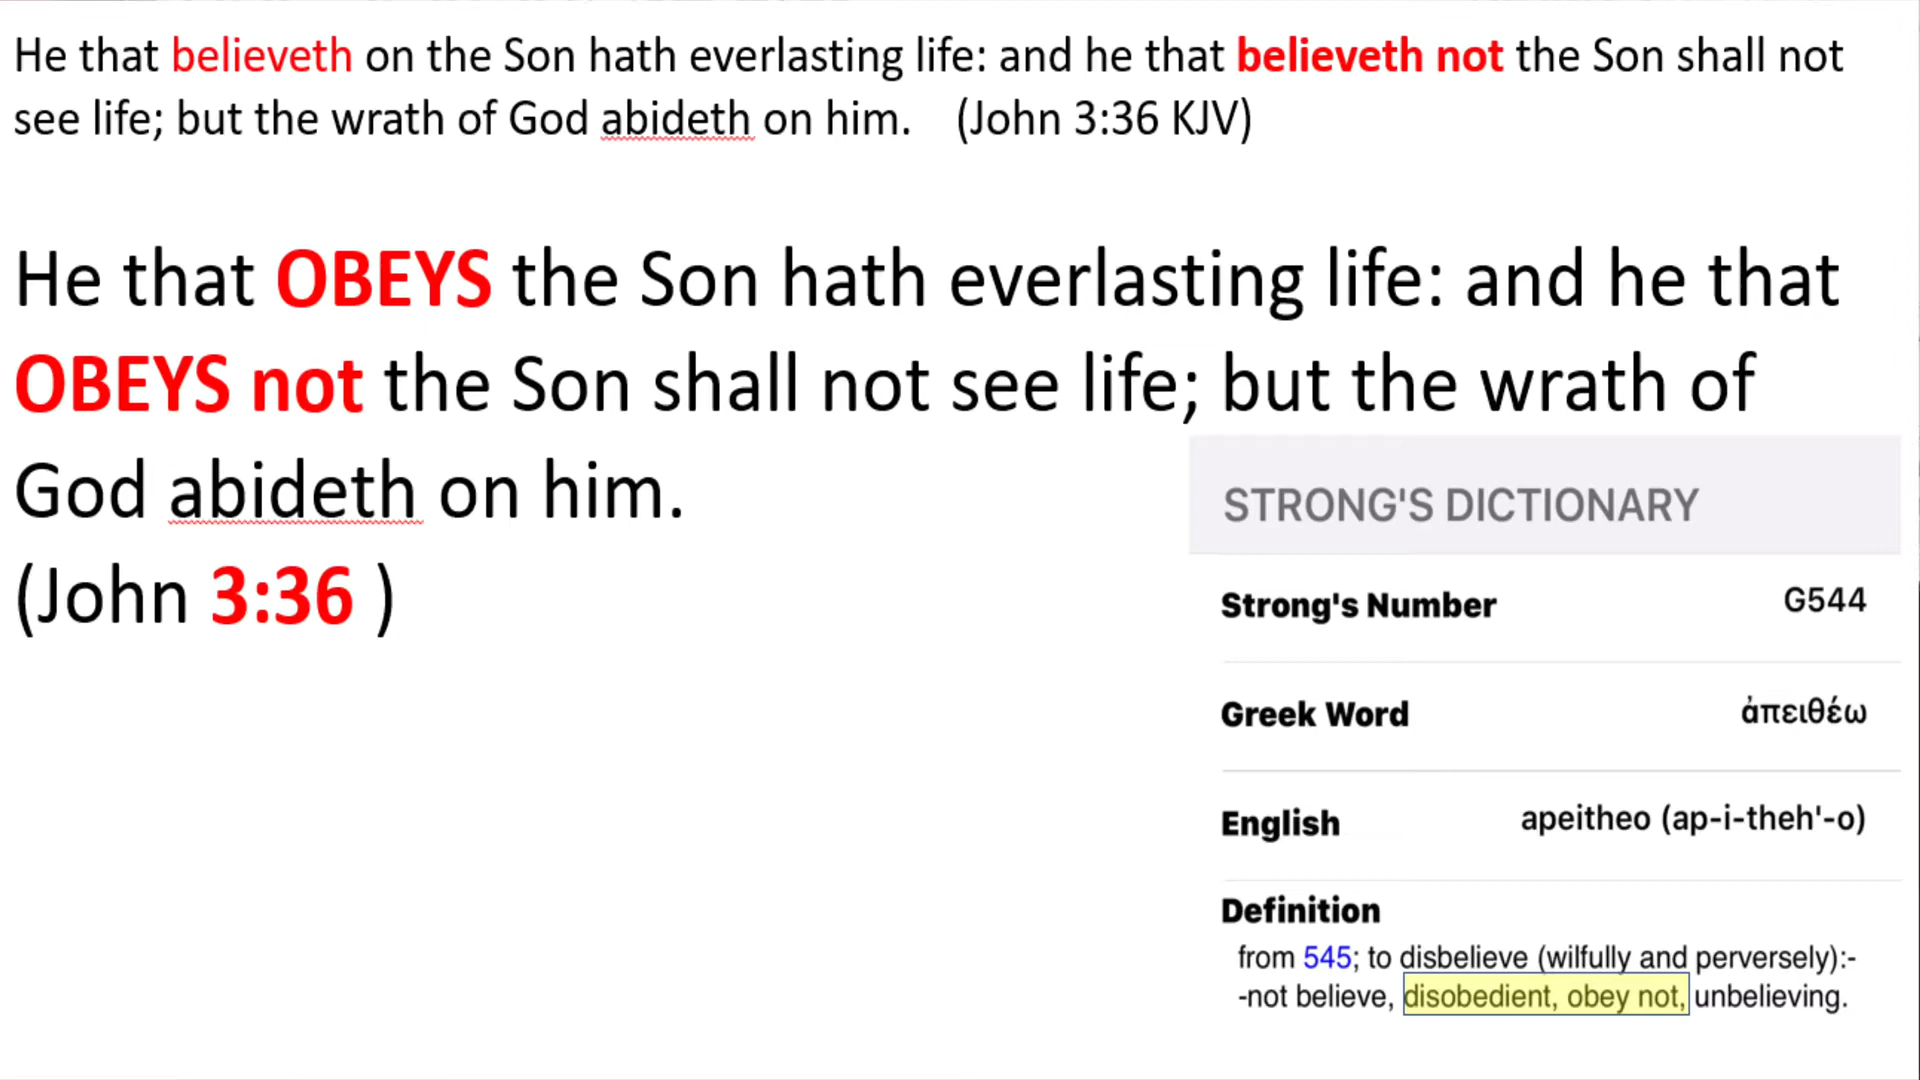 He that believeth on the Son hath everlasting life: and he that believeth not the Son shall not
see life; but the wrath of God abideth on him. (John 3:36 KJV)
He that OBEYS the Son hath everlasting life: and he that
OBEYS not the Son shall not see life; but the wrath of
God abideth on him.
(John 3:36 )
STRONG'S DICTIONARY
Strong's Number G544
Greek Word ἀπειθέω
English apeitheo (ap-i-theh'-o)
Definition
from 545; to disbelieve (wilfully and perversely):-
-not believe, disobedient, obey not, unbelieving.